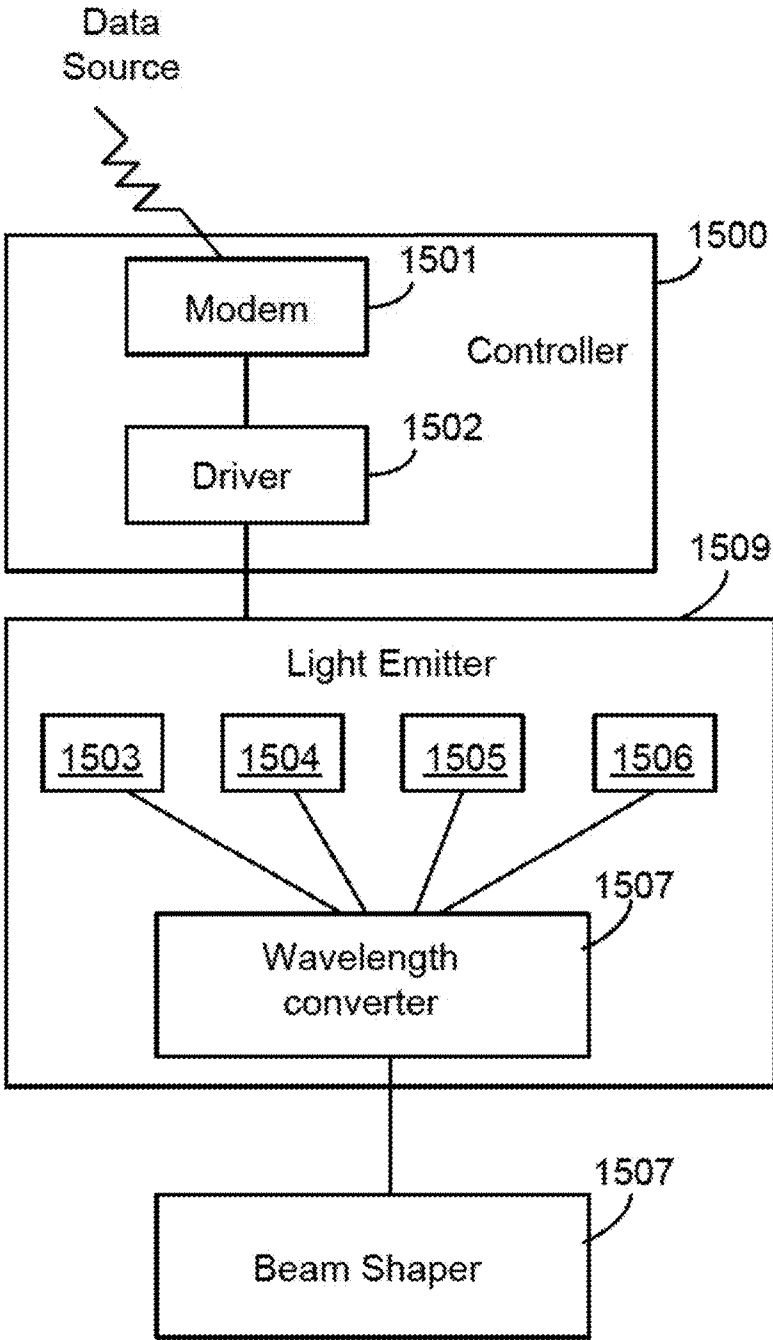 Data
Source
1500
1501
Modem
Controller
1502
Driver
1509
Light Emitter
1503 1504 1505 1506
1507
Wavelength
converter
1507
Beam Shaper